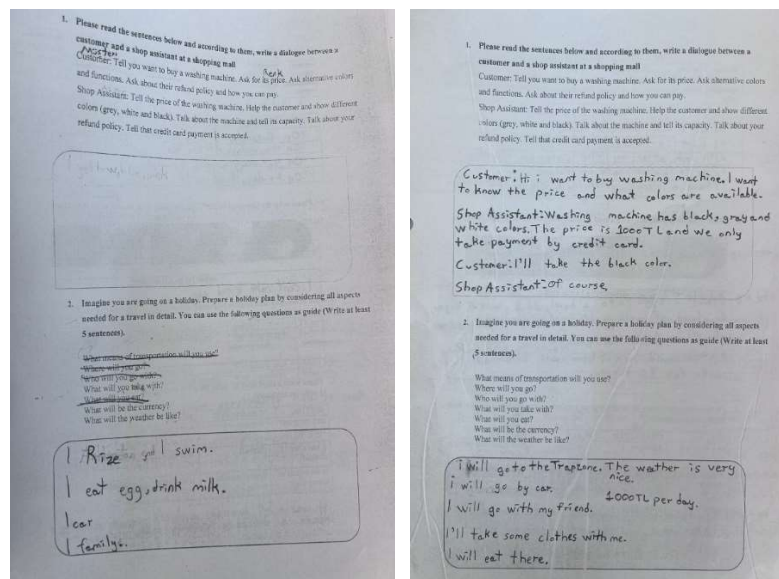 1. Please read the sentences below and according to them, write a dialogue between a
customer and a shop assistant at a shopping mall
Customer: Tell you want to buy a washing machine. Ask for its price. Ask alternative colors
and functions. Ask about their refund policy and how you can pay.
Shop Assistant: Tell the price of the washing machine. Help the customer and show different
colors (grey, white and black). Talk about the machine and tell its capacity. Talk about your
refund policy. Tell that credit card payment is accepted.
2. Imagine you are going on a holiday. Prepare a holiday plan by considering all aspects
needed for a travel in detail. You can use the following questions as guide (Write at least
5 sentences).
What means of transportation will you use?
Where will you go?
Who will you go with?
What will you take with?
What will you eat?
What will be the currency?
What will the weather be like?
I Rize I swim.
I eat egg, drink milk.
I car
I family.
1. Please read the sentences below and according to them, write a dialogue between a
customer and a shop assistant at a shopping mall
Customer: Tell you want to buy a washing machine. Ask for its price. Ask alternative colors
and functions. Ask about their refund policy and how you can pay.
Shop Assistant: Tell the price of the washing machine. Help the customer and show different
colors (grey, white and black). Talk about the machine and tell its capacity. Talk about your
refund policy. Tell that credit card payment is accepted.
Customer: Hi i want to buy washing machine. I want
to know the price and what colors are available.
Shop Assistant: Washing machine has black, gray and
white colors. The price is 1000 TL and we only
take payment by credit card.
Customer: I'll take the black color.
Shop Assistant: Of course,
2. Imagine you are going on a holiday. Prepare a holiday plan by considering all aspects
needed for a travel in detail. You can use the following questions as guide (Write at least
5 sentences).
What means of transportation will you use?
Where will you go?
Who will you go with?
What will you take with?
What will you eat?
What will be the currency?
What will the weather be like?
i will go to the Trapzone. The weather is very
nice.
i will go by car.
1000TL per day.
I will go with my friend.
I'll take some clothes with me.
I will eat there.